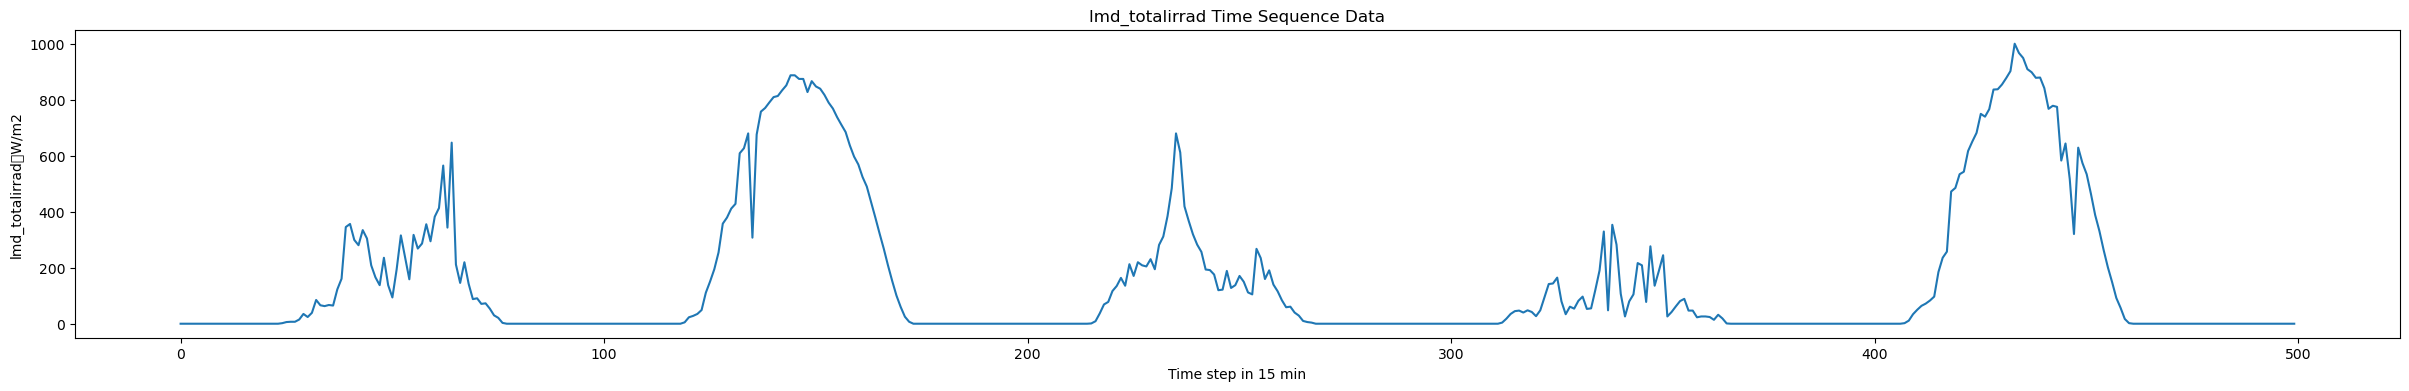 lmd_totalirrad Time Sequence Data
lmd_totalirrad▯W/m2
1000
800
600
400
200
0
0 100 200 300 400 500
Time step in 15 min